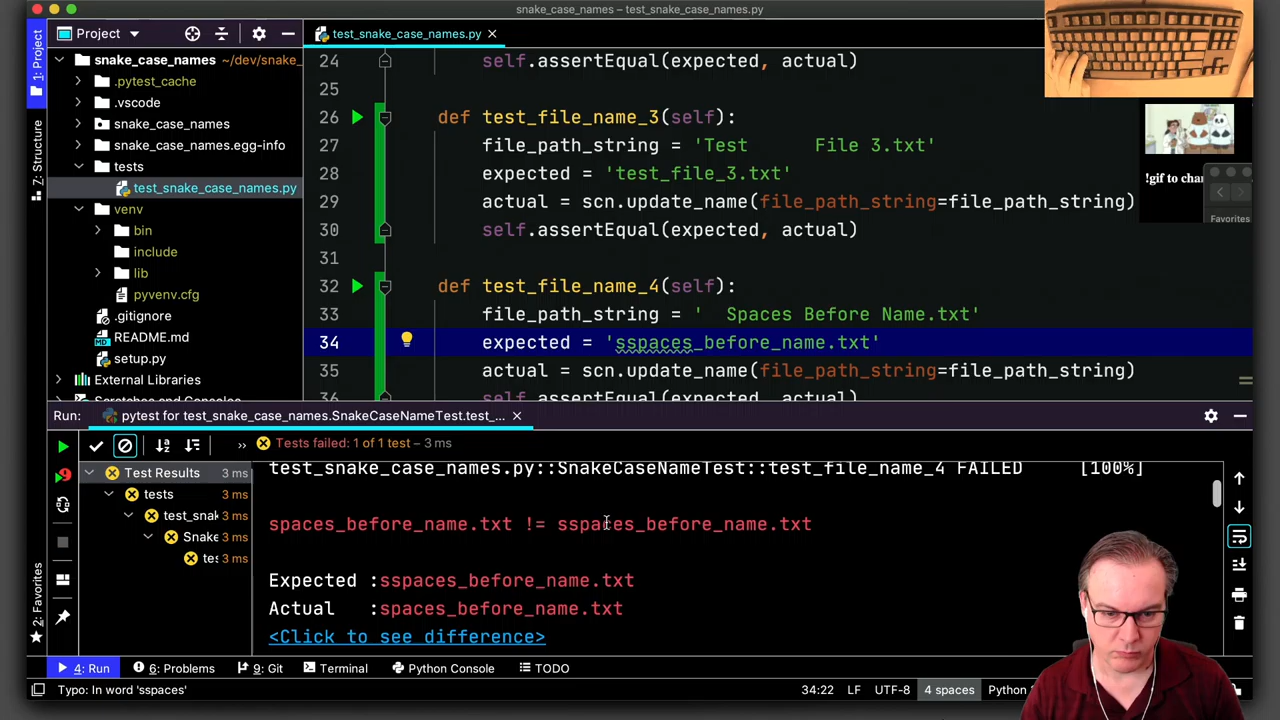 snake_case_names – test_snake_case_names.py
Project
test_snake_case_names.py
1: Project
Z: Structure
2: Favorites
snake_case_names ~/dev/snake_
.pytest_cache
.vscode
snake_case_names
snake_case_names.egg-info
tests
test_snake_case_names.py
venv
bin
include
lib
pyvenv.cfg
.gitignore
README.md
setup.py
External Libraries
24 self.assertEqual(expected, actual)
25
26 def test_file_name_3(self):
27 file_path_string = 'Test      File 3.txt'
28 expected = 'test_file_3.txt'
29 actual = scn.update_name(file_path_string=file_path_string)
30 self.assertEqual(expected, actual)
31
32 def test_file_name_4(self):
33 file_path_string = '  Spaces Before Name.txt'
34 expected = 'sspaces_before_name.txt'
35 actual = scn.update_name(file_path_string=file_path_string)
36 self.assertEqual(expected, actual)
!gif to char
Favorites
Run: pytest for test_snake_case_names.SnakeCaseNameTest.test_...
» Tests failed: 1 of 1 test – 3 ms
Test Results 3 ms
tests 3 ms
test_snal 3 ms
Snake 3 ms
tes 3 ms
test_snake_case_names.py::SnakeCaseNameTest::test_file_name_4 FAILED [100%]
spaces_before_name.txt != sspaces_before_name.txt
Expected :sspaces_before_name.txt
Actual   :spaces_before_name.txt
<Click to see difference>
4: Run
6: Problems
9: Git
Terminal
Python Console
TODO
Typo: In word 'sspaces'
34:22 LF UTF-8 4 spaces Python